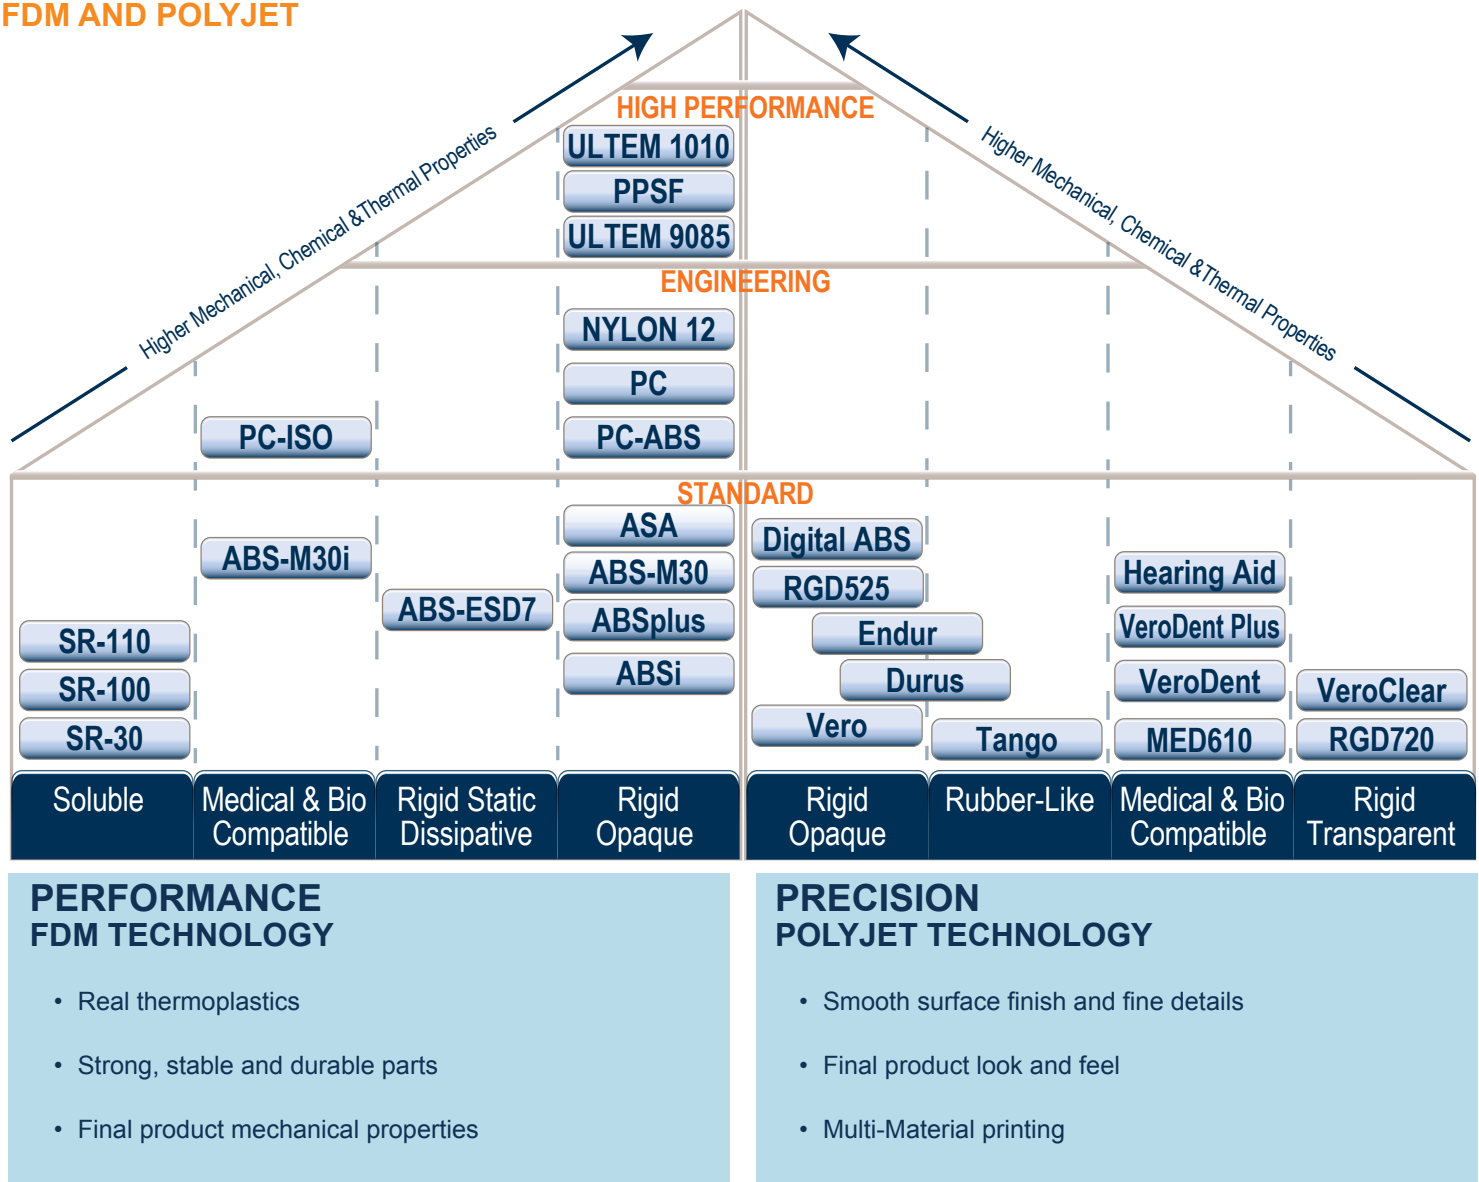 FDM AND POLYJET
Higher Mechanical, Chemical &Thermal Properties
Higher Mechanical, Chemical &Thermal Properties
HIGH PERFORMANCE
ULTEM 1010
PPSF
ULTEM 9085
ENGINEERING
NYLON 12
PC
PC-ISO
PC-ABS
STANDARD
ASA
ABS-M30i
ABS-M30
ABS-ESD7
ABSplus
SR-110
SR-100
ABSi
SR-30
Digital ABS
RGD525
Endur
Durus
Vero
Tango
Hearing Aid
VeroDent Plus
VeroDent
MED610
VeroClear
RGD720
Soluble
Medical & Bio
Compatible
Rigid Static
Dissipative
Rigid
Opaque
Rigid
Opaque
Rubber-Like
Medical & Bio
Compatible
Rigid
Transparent
PERFORMANCE
FDM TECHNOLOGY
• Real thermoplastics
• Strong, stable and durable parts
• Final product mechanical properties
PRECISION
POLYJET TECHNOLOGY
• Smooth surface finish and fine details
• Final product look and feel
• Multi-Material printing